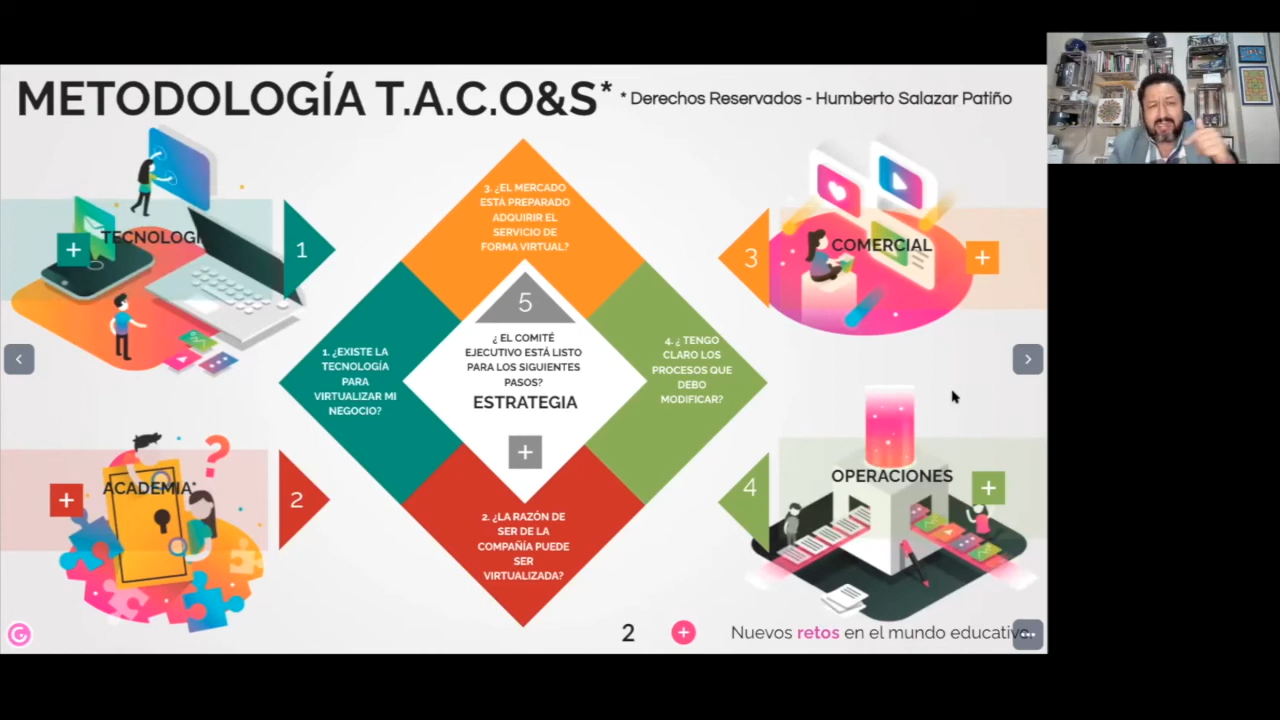 METODOLOGÍA T.A.C.O&S*
* Derechos Reservados - Humberto Salazar Patiño
TECNOLOGI
1
3. ¿EL MERCADO
ESTÁ PREPARADO
ADQUIRIR EL
SERVICIO DE
FORMA VIRTUAL?
3
COMERCIAL
1. ¿EXISTE LA
TECNOLOGÍA
PARA
VIRTUALIZAR MI
NEGOCIO?
5
¿ EL COMITÉ
EJECUTIVO ESTÁ LISTO
PARA LOS SIGUIENTES
PASOS?
ESTRATEGIA
4. ¿ TENGO
CLARO LOS
PROCESOS QUE
DEBO
MODIFICAR?
ACADEMIA*
2
2. ¿LA RAZÓN DE
SER DE LA
COMPAÑÍA PUEDE
SER
VIRTUALIZADA?
4
OPERACIONES
2
Nuevos retos en el mundo educativo